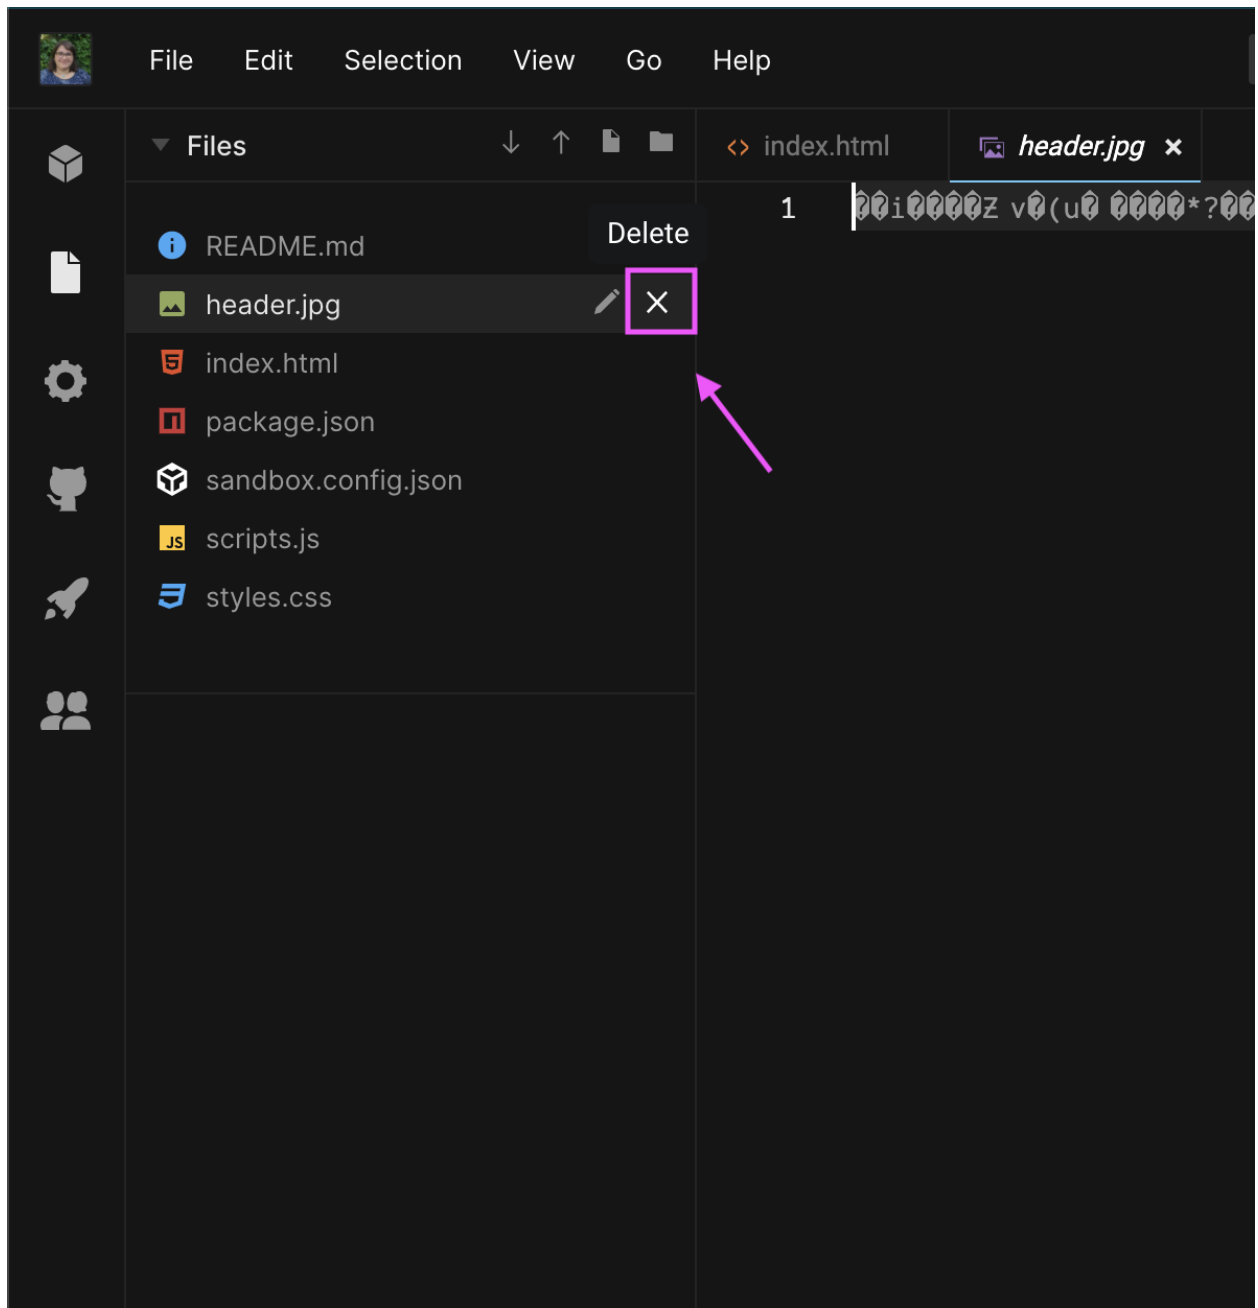 File Edit Selection View Go Help
Files
index.html
header.jpg
Delete
README.md
header.jpg
index.html
package.json
sandbox.config.json
JS scripts.js
styles.css
1 ��i����Ƶ v�(u� ����*?��